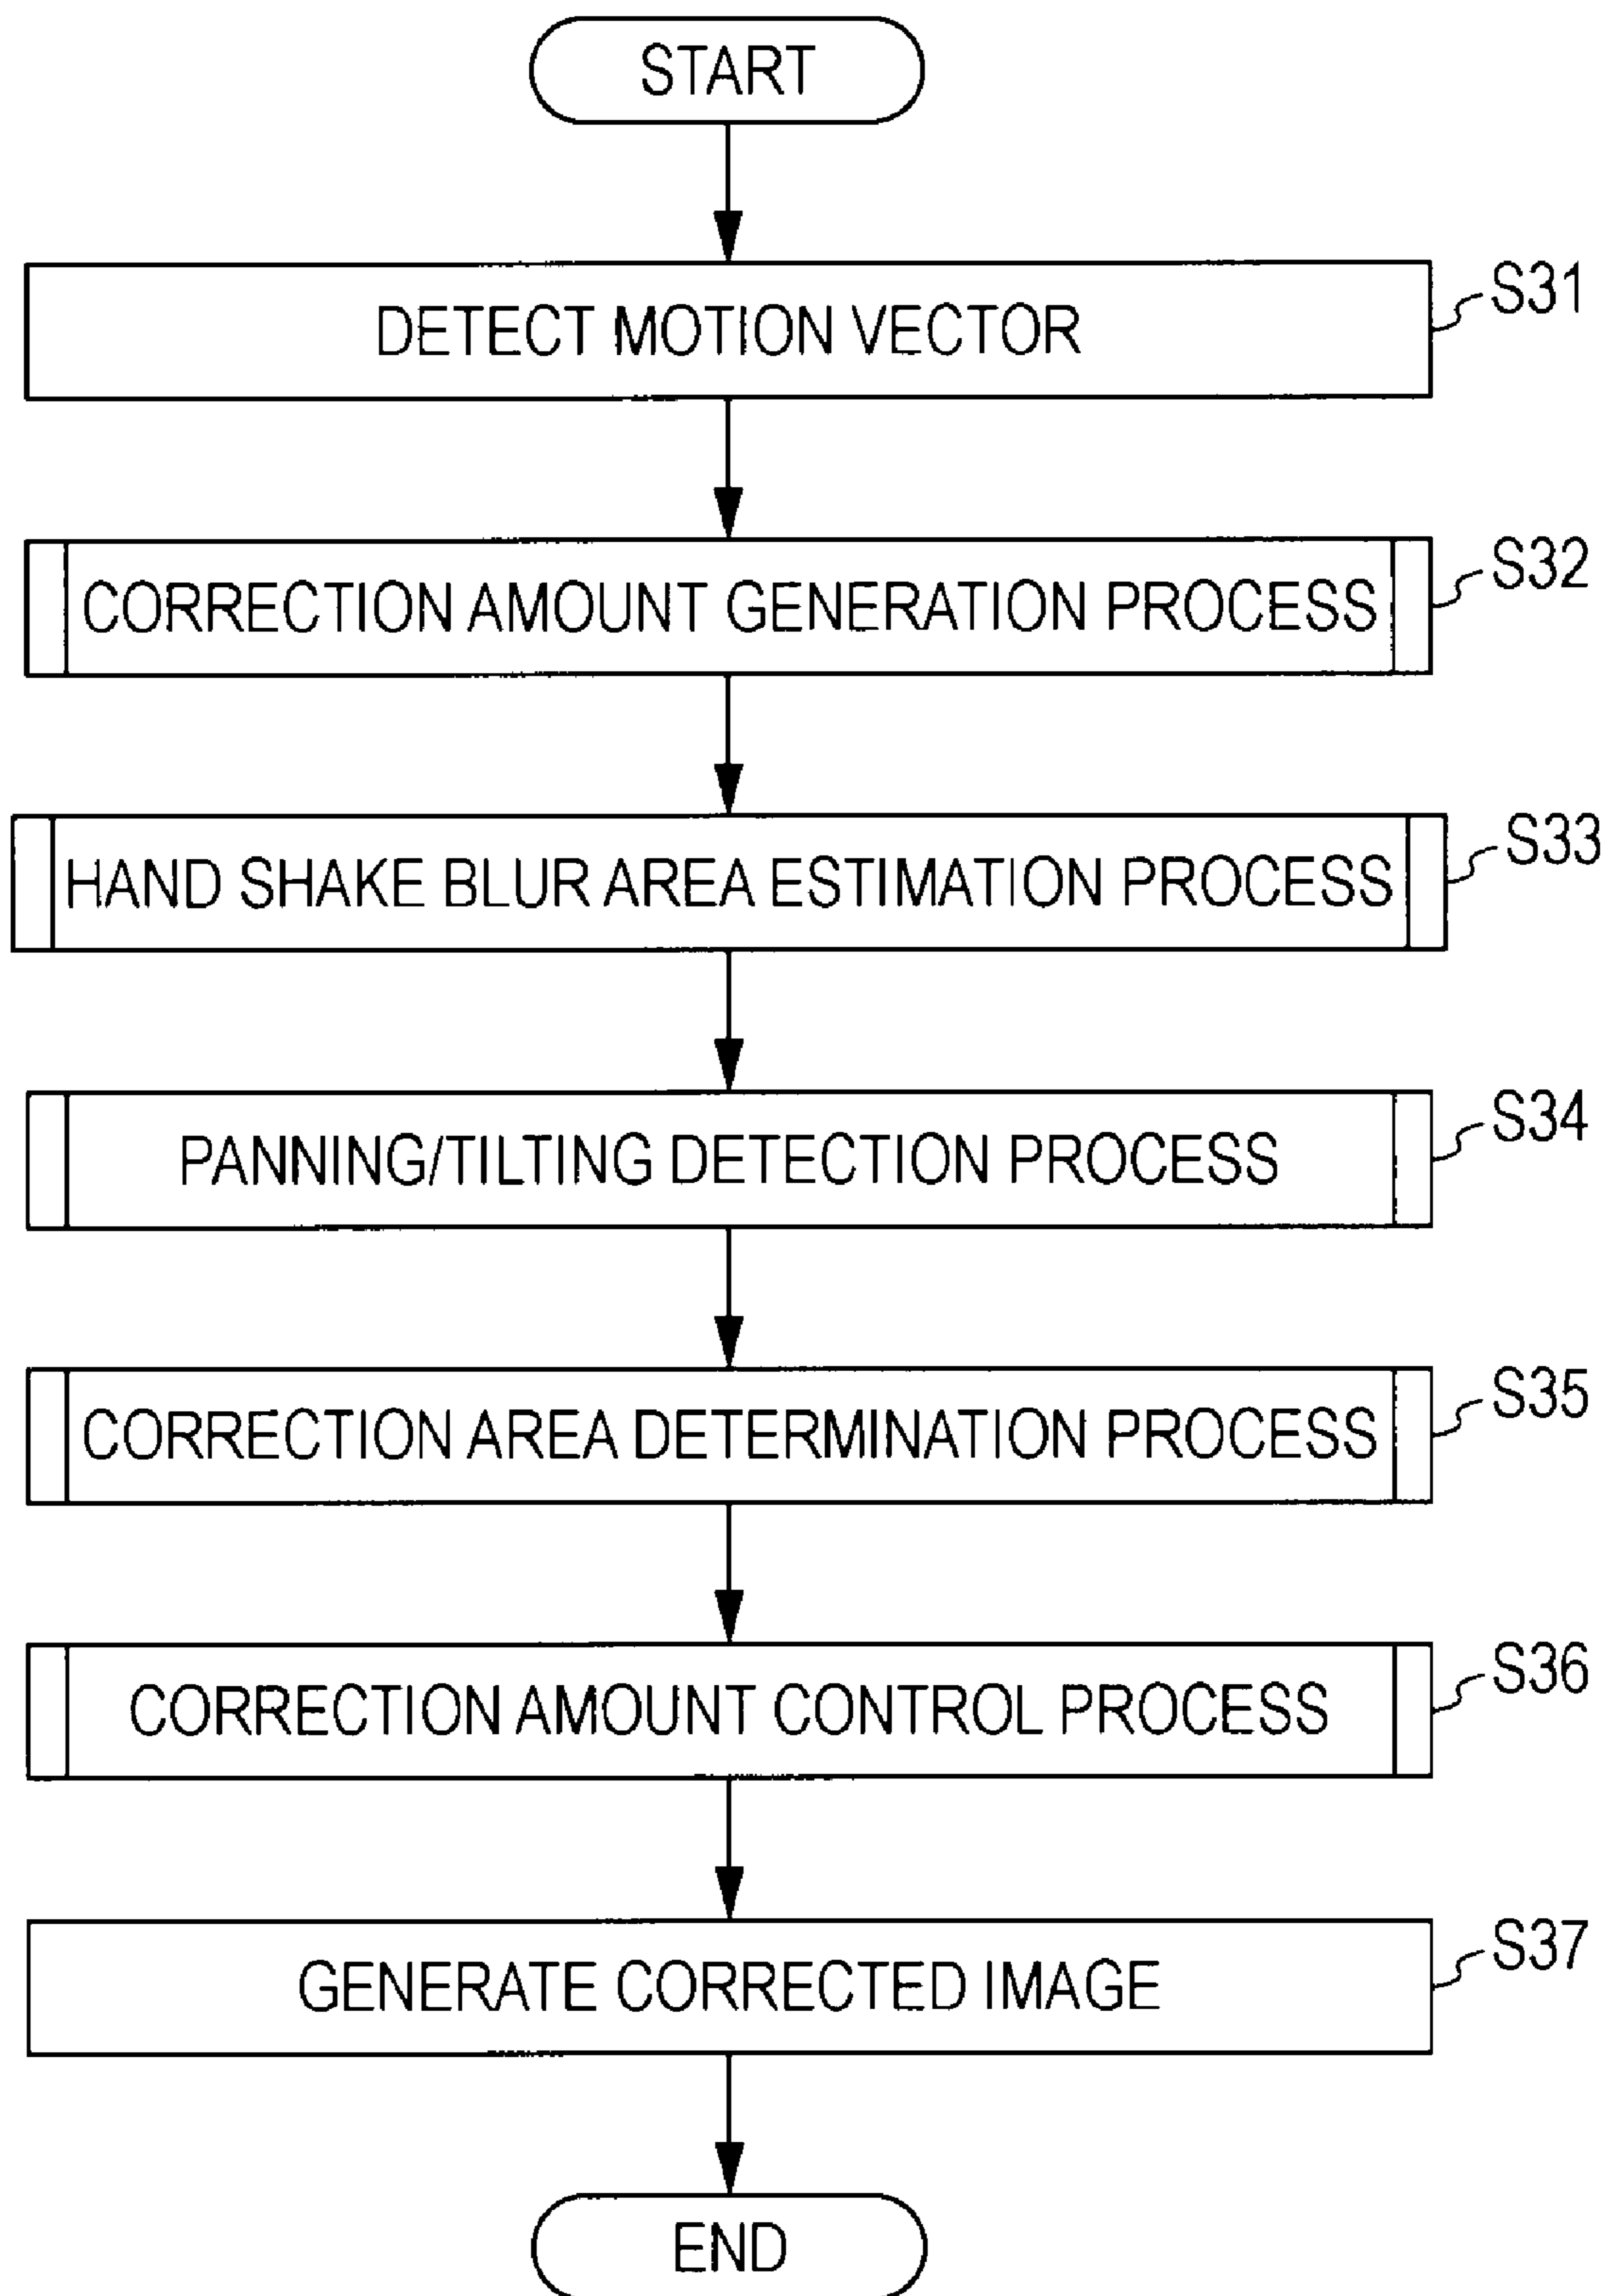 START
DETECT MOTION VECTOR
S31
CORRECTION AMOUNT GENERATION PROCESS
S32
HAND SHAKE BLUR AREA ESTIMATION PROCESS
S33
PANNING/TILTING DETECTION PROCESS
S34
CORRECTION AREA DETERMINATION PROCESS
S35
CORRECTION AMOUNT CONTROL PROCESS
S36
GENERATE CORRECTED IMAGE
S37
END